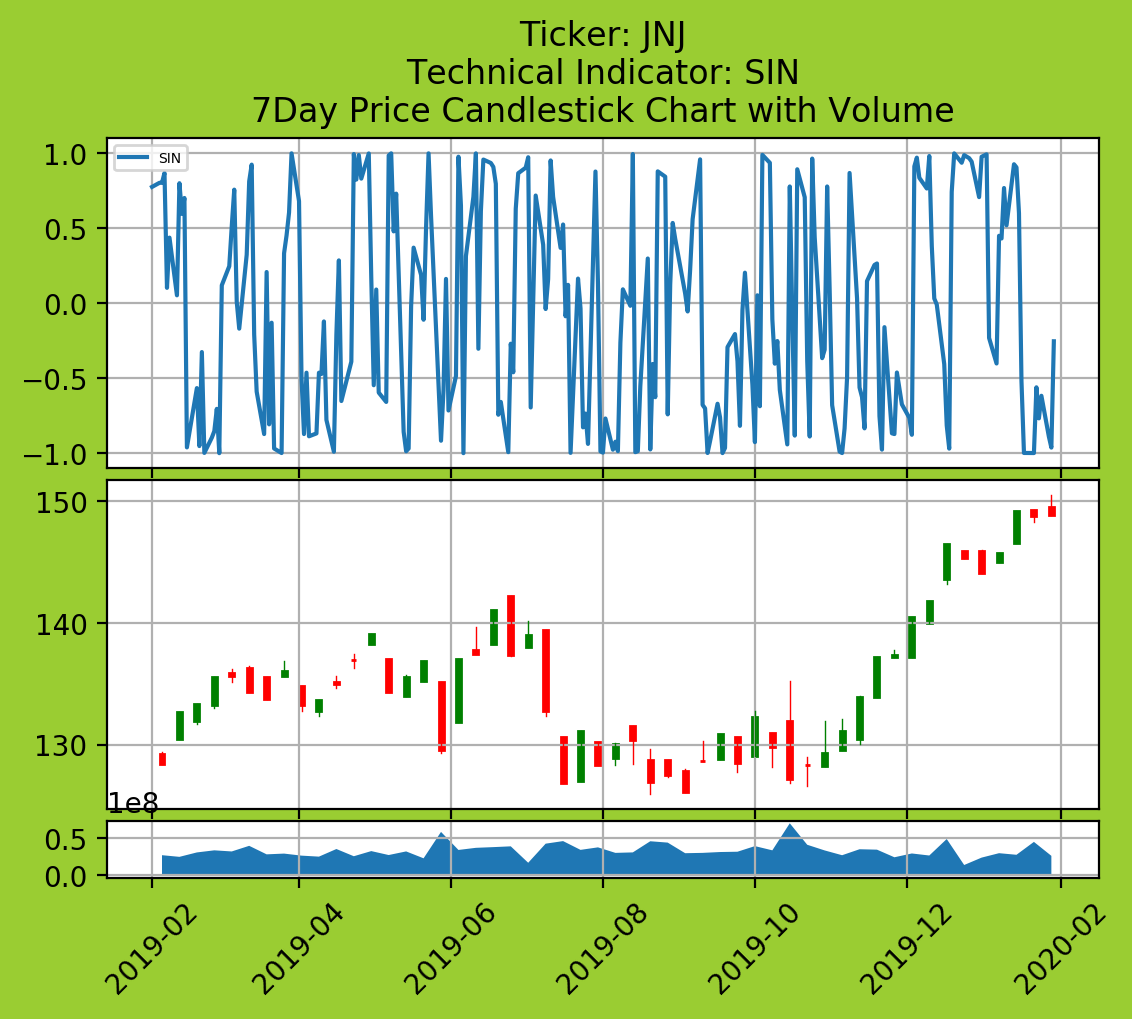 Ticker: JNJ
Technical Indicator: SIN
7Day Price Candlestick Chart with Volume
SIN
1.0
0.5
0.0
−0.5
−1.0
150
140
130
1e8
0.5
0.0
2019-02 2019-04 2019-06 2019-08 2019-10 2019-12 2020-02